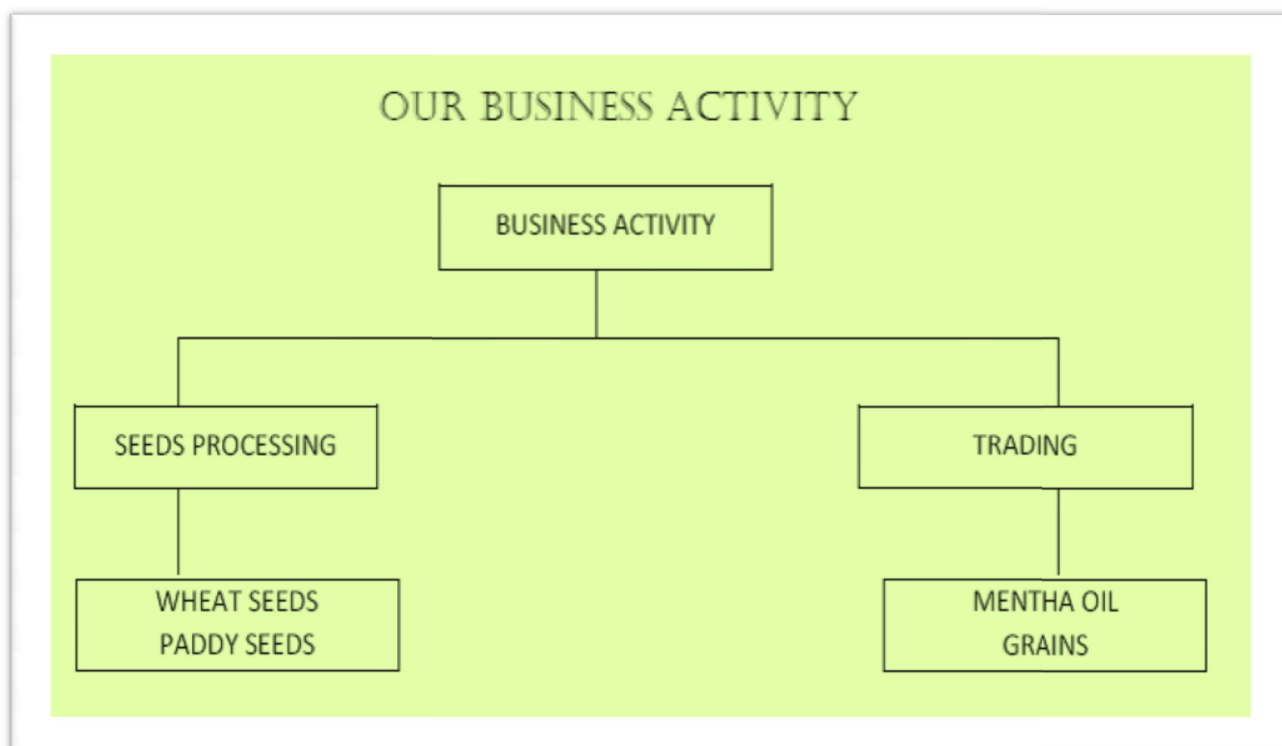 OUR BUSINESS ACTIVITY
BUSINESS ACTIVITY
SEEDS PROCESSING
TRADING
WHEAT SEEDS
PADDY SEEDS
MENTHA OIL
GRAINS